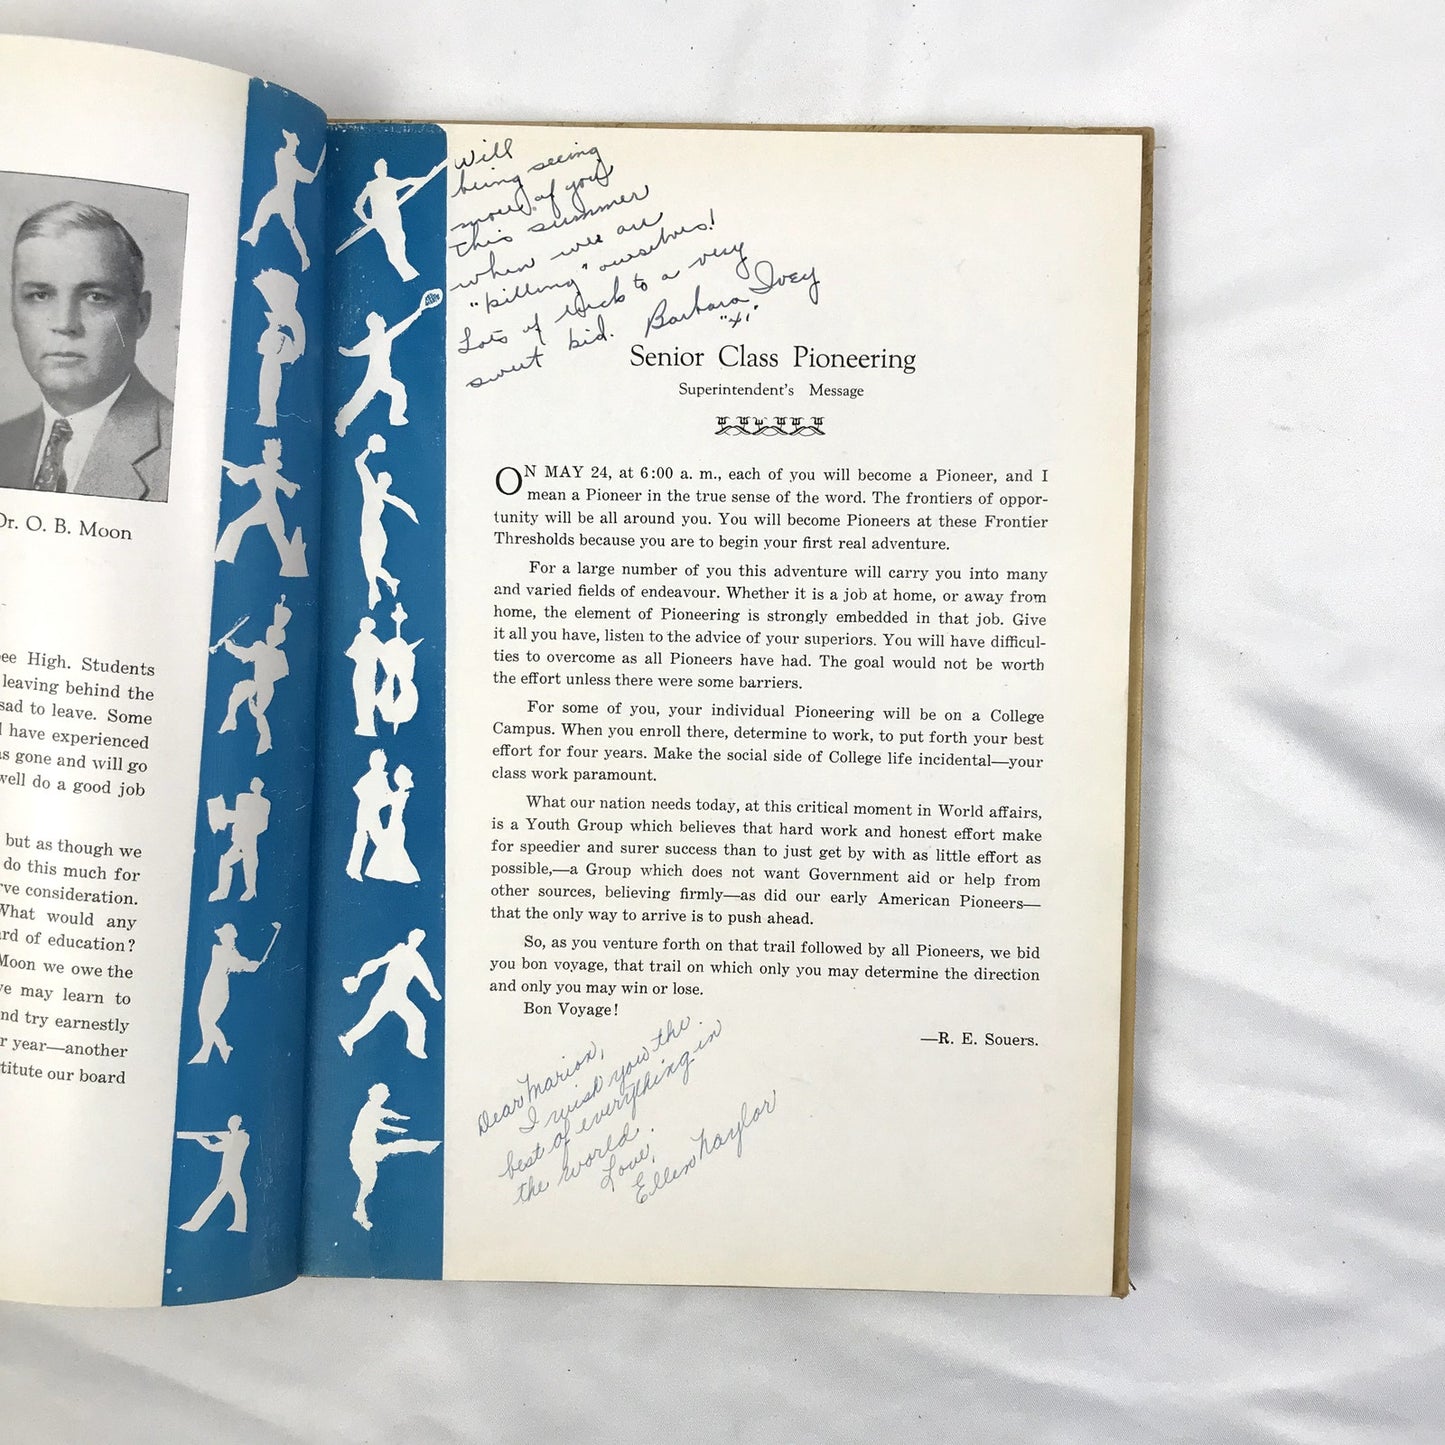 Dr. O. B. Moon
ee High. Students
leaving behind the
sad to leave. Some
have experienced
s gone and will go
well do a good job
but as though we
do this much for
ve consideration.
What would any
rd of education?
Moon we owe the
ve may learn to
nd try earnestly
r year—another
titute our board
Will
being seeing
more of you
this summer
when we are
"killing" ourselves!
Lots of luck to a very
sweet kid. Barbara Ivey
"XI"
Senior Class Pioneering
Superintendent's Message
ON MAY 24, at 6:00 a. m., each of you will become a Pioneer, and I
mean a Pioneer in the true sense of the word. The frontiers of oppor-
tunity will be all around you. You will become Pioneers at these Frontier
Thresholds because you are to begin your first real adventure.
For a large number of you this adventure will carry you into many
and varied fields of endeavour. Whether it is a job at home, or away from
home, the element of Pioneering is strongly embedded in that job. Give
it all you have, listen to the advice of your superiors. You will have difficul-
ties to overcome as all Pioneers have had. The goal would not be worth
the effort unless there were some barriers.
For some of you, your individual Pioneering will be on a College
Campus. When you enroll there, determine to work, to put forth your best
effort for four years. Make the social side of College life incidental—your
class work paramount.
What our nation needs today, at this critical moment in World affairs,
is a Youth Group which believes that hard work and honest effort make
for speedier and surer success than to just get by with as little effort as
possible,—a Group which does not want Government aid or help from
other sources, believing firmly—as did our early American Pioneers—
that the only way to arrive is to push ahead.
So, as you venture forth on that trail followed by all Pioneers, we bid
you bon voyage, that trail on which only you may determine the direction
and only you may win or lose.
Bon Voyage!
—R. E. Souers.
Dear Marion,
I wish you the
best of everything in
the world.
Love,
Ellen Naylor